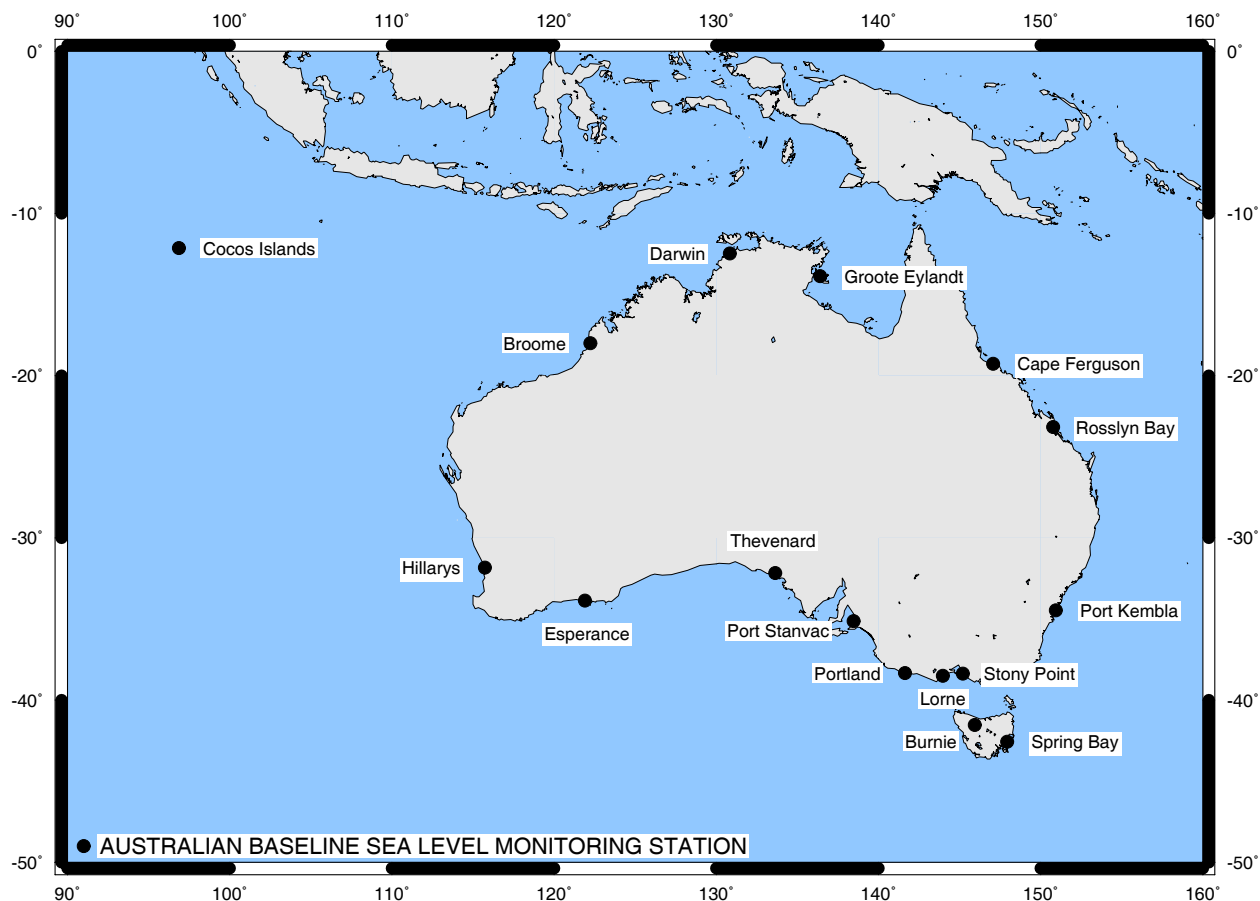 90˚ 100˚ 110˚ 120˚ 130˚ 140˚ 150˚ 160˚
0˚ 0˚
-10˚ -10˚
Cocos Islands
Darwin
Groote Eylandt
Broome
Cape Ferguson
-20˚ -20˚
Rosslyn Bay
-30˚ -30˚
Thevenard
Hillarys
Port Kembla
Esperance
Port Stanvac
Portland
Stony Point
Lorne
-40˚ -40˚
Burnie
Spring Bay
AUSTRALIAN BASELINE SEA LEVEL MONITORING STATION
-50˚ -50˚
90˚ 100˚ 110˚ 120˚ 130˚ 140˚ 150˚ 160˚